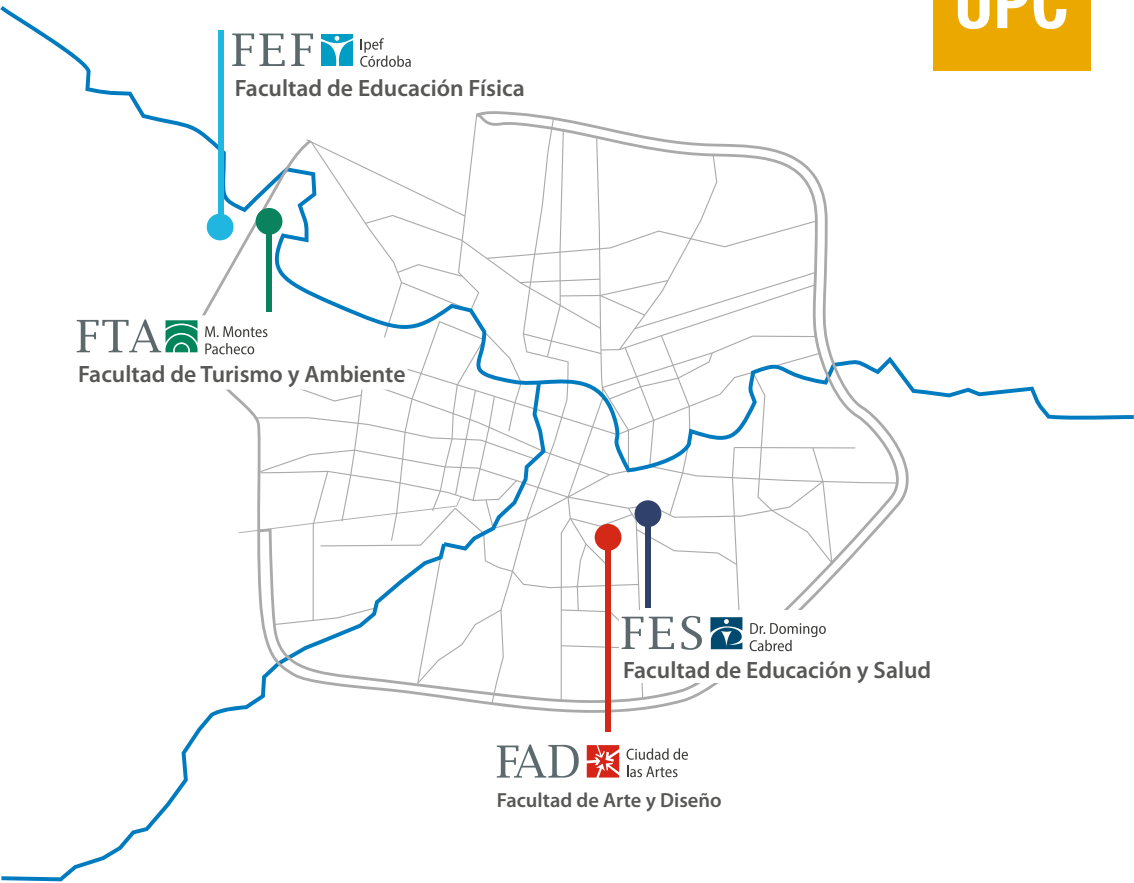 UPC
FEF Ipef
Córdoba
Facultad de Educación Física
FTA M. Montes
Pacheco
Facultad de Turismo y Ambiente
FES Dr. Domingo
Cabred
Facultad de Educación y Salud
FAD Ciudad de
las Artes
Facultad de Arte y Diseño